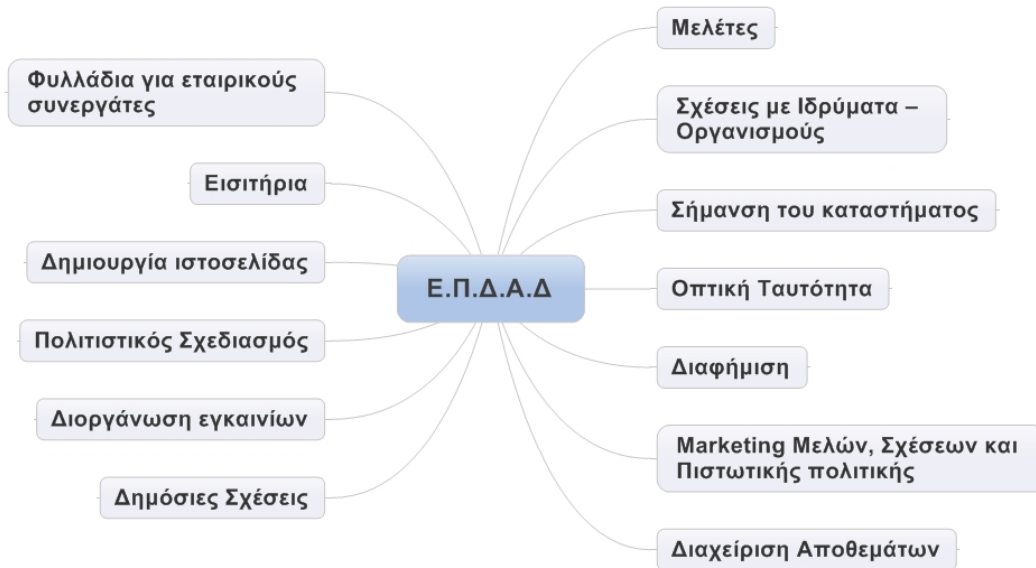 Φυλλάδια για εταιρικούς
συνεργάτες
Εισιτήρια
Δημιουργία ιστοσελίδας
Πολιτιστικός Σχεδιασμός
Διοργάνωση εγκαινίων
Δημόσιες Σχέσεις
Ε.Π.Δ.Α.Δ
Μελέτες
Σχέσεις με Ιδρύματα –
Οργανισμούς
Σήμανση του καταστήματος
Οπτική Ταυτότητα
Διαφήμιση
Marketing Μελών, Σχέσεων και
Πιστωτικής πολιτικής
Διαχείριση Αποθεμάτων